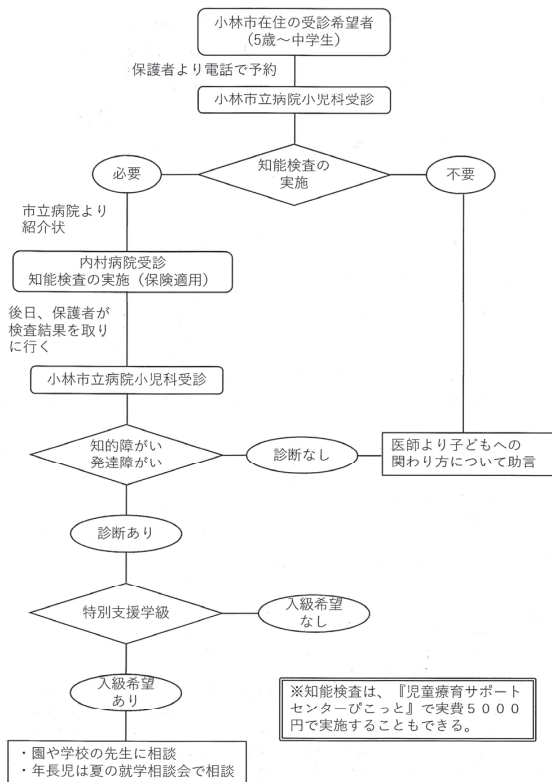 小林市在住の受診希望者
(5歳～中学生)
保護者より電話で予約
小林市立病院小児科受診
知能検査の
実施
必要
不要
市立病院より
紹介状
内村病院受診
知能検査の実施（保険適用）
後日、保護者が
検査結果を取り
に行く
小林市立病院小児科受診
知的障がい
発達障がい
診断なし
医師より子どもへの
関わり方について助言
診断あり
特別支援学級
入級希望
なし
入級希望
あり
※知能検査は、『児童療育サポート
センターぴこっと』で実費５０００
円で実施することもできる。
・園や学校の先生に相談
・年長児は夏の就学相談会で相談